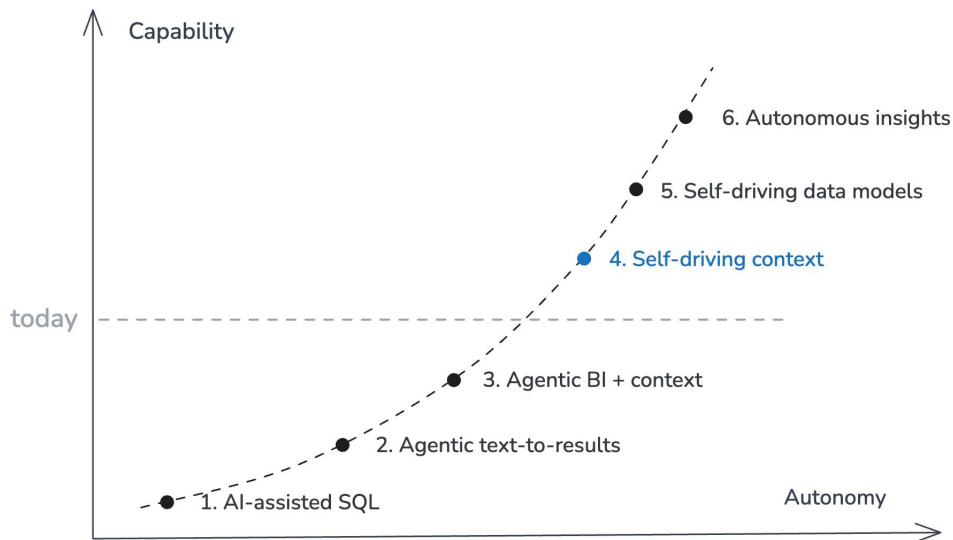 Capability
6. Autonomous insights
5. Self-driving data models
4. Self-driving context
today
3. Agentic BI + context
2. Agentic text-to-results
1. AI-assisted SQL
Autonomy